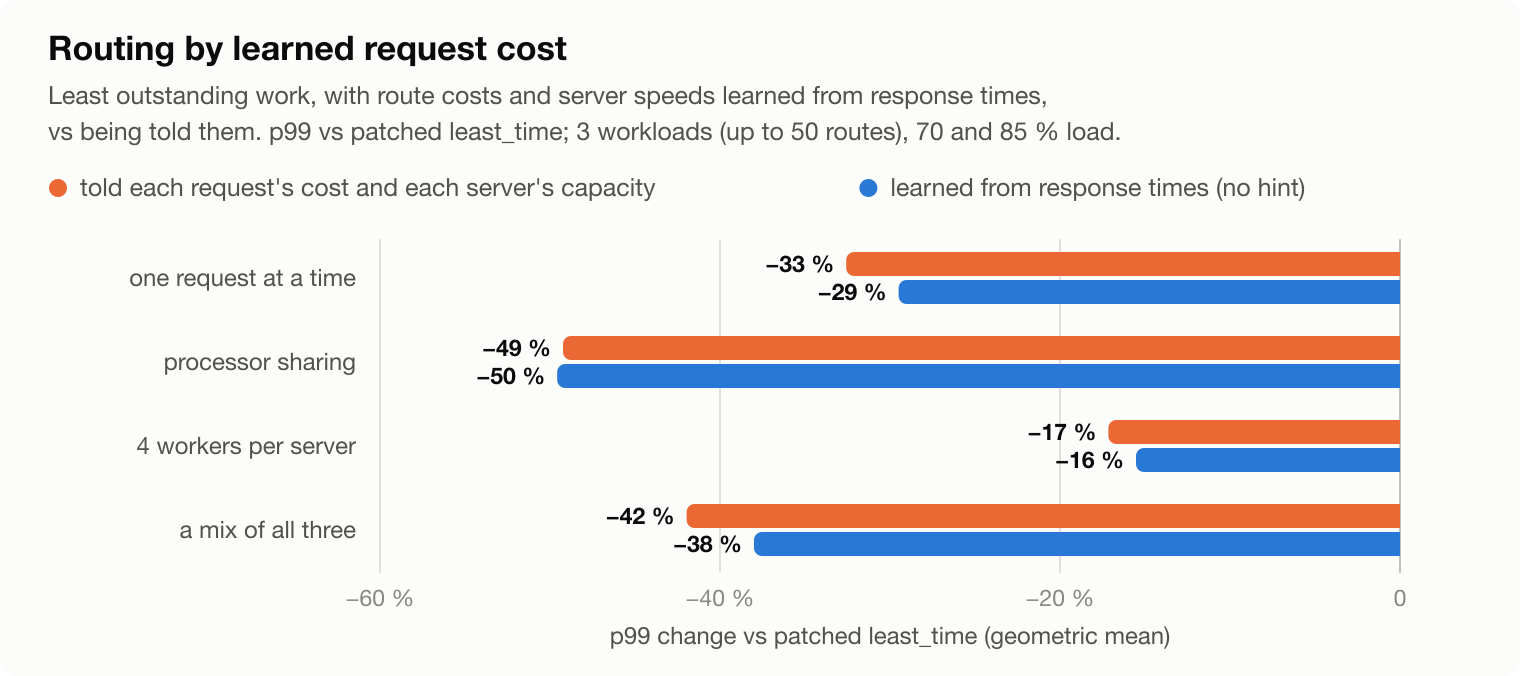 Routing by learned request cost
Least outstanding work, with route costs and server speeds learned from response times,
vs being told them. p99 vs patched least_time; 3 workloads (up to 50 routes), 70 and 85 % load.
told each request's cost and each server's capacity
learned from response times (no hint)
one request at a time
−33 %
−29 %
processor sharing
−49 %
−50 %
4 workers per server
−17 %
−16 %
a mix of all three
−42 %
−38 %
−60 %
−40 %
−20 %
0
p99 change vs patched least_time (geometric mean)